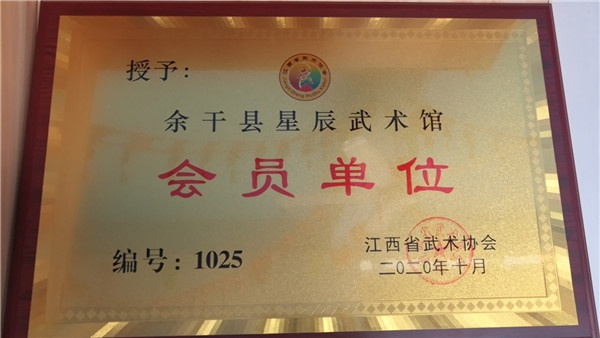 授予:
余干县星辰武术馆
会员单位
编号: 1025
江西省武术协会
二〇二〇年十月